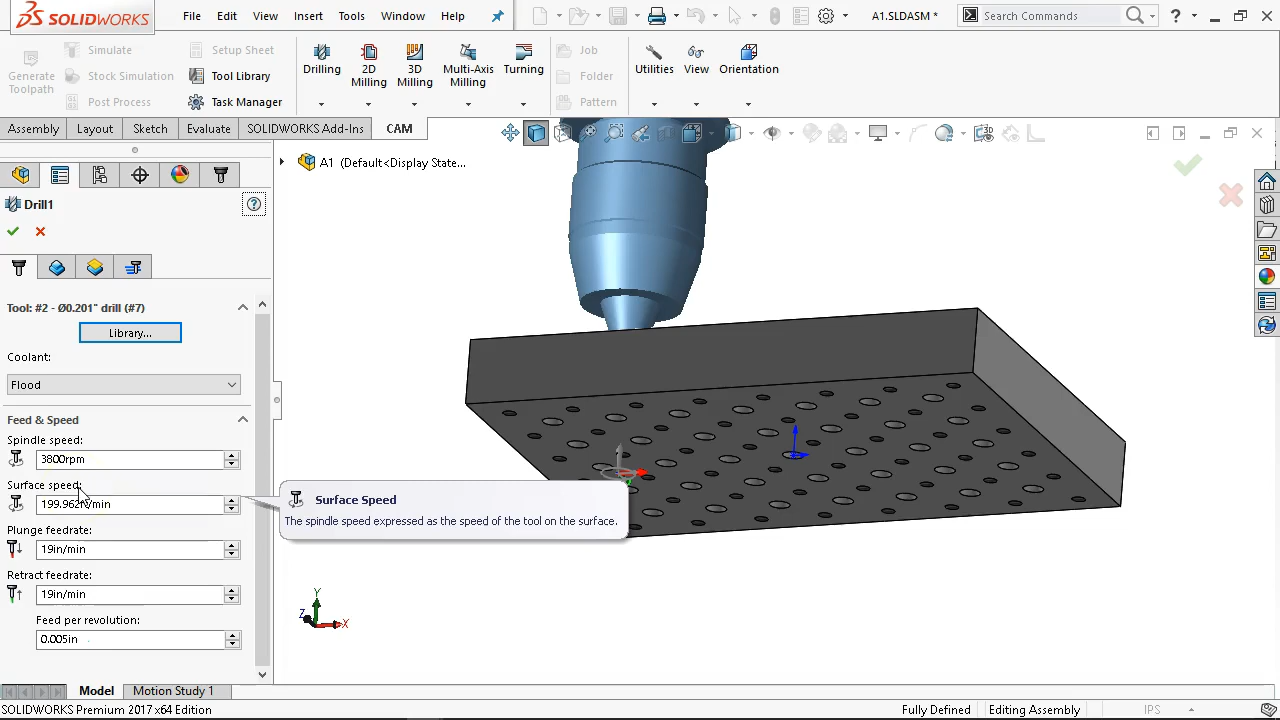 SOLIDWORKS File Edit View Insert Tools Window Help A1.SLDASM * Search Commands ?
Simulate Setup Sheet Job
Generate Toolpath Stock Simulation Tool Library Drilling 2D Milling 3D Milling Multi-Axis Milling Turning Folder Utilities View Orientation
Post Process Task Manager Pattern
Assembly Layout Sketch Evaluate SOLIDWORKS Add-Ins CAM
A1 (Default<Display State...
Drill1
Tool: #2 - Ø0.201" drill (#7)
Library...
Coolant:
Flood
Feed & Speed
Spindle speed:
3800rpm
Surface speed:
199.962ft/min
Surface Speed
The spindle speed expressed as the speed of the tool on the surface.
Plunge feedrate:
19in/min
Retract feedrate:
19in/min
Feed per revolution:
0.005in
Y
Z
X
Model Motion Study 1
SOLIDWORKS Premium 2017 x64 Edition Fully Defined Editing Assembly IPS